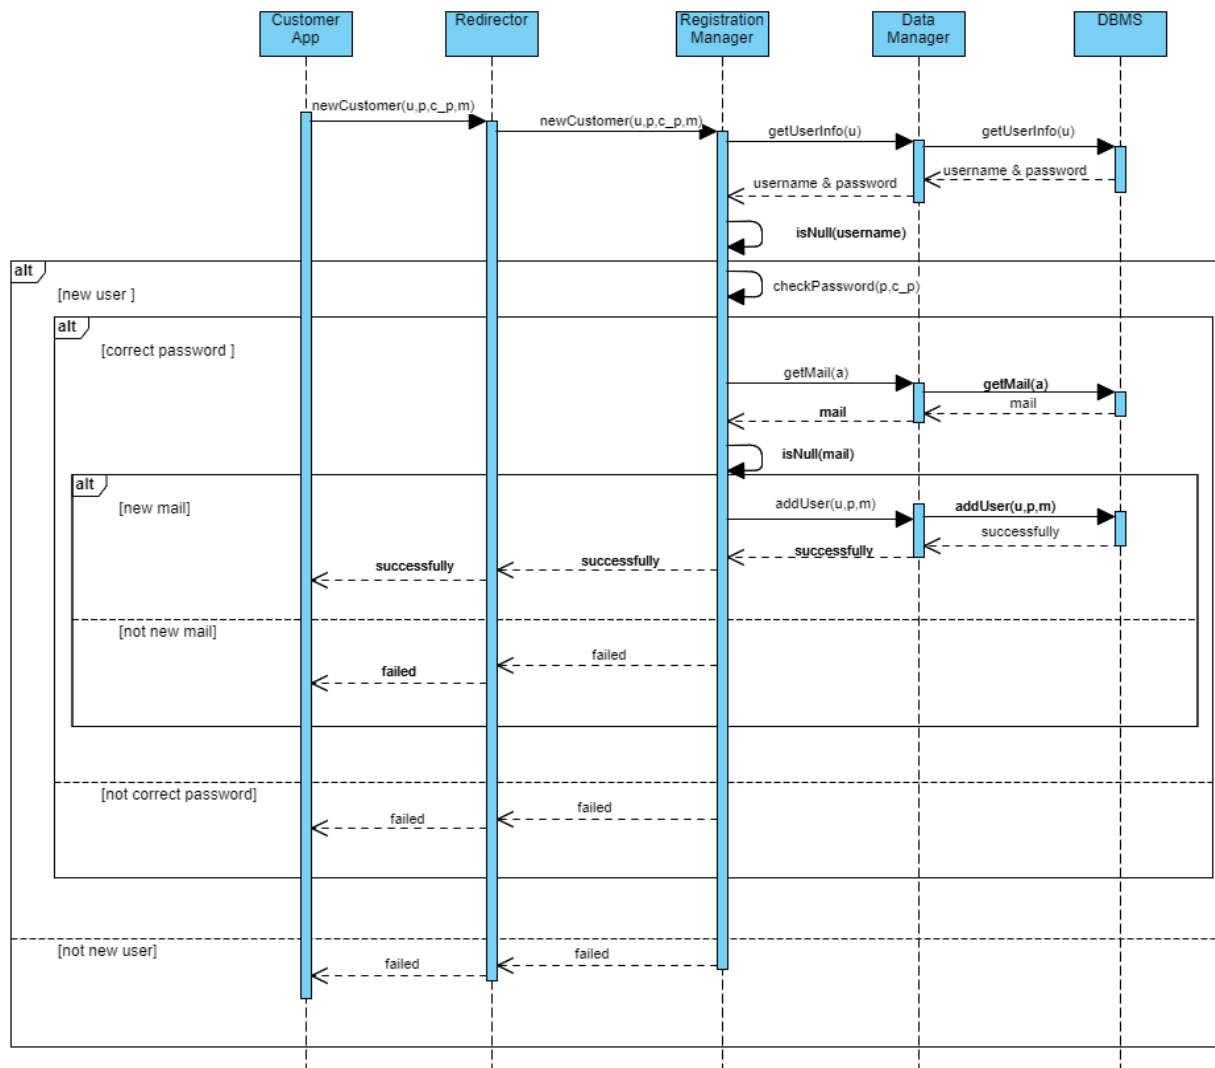 Customer
App
Redirector
Registration
Manager
Data
Manager
DBMS
newCustomer(u,p,c_p,m)
newCustomer(u,p,c_p,m)
getUserInfo(u)
getUserInfo(u)
username & password
username & password
isNull(username)
alt
[new user ]
checkPassword(p,c_p)
alt
[correct password ]
getMail(a)
getMail(a)
mail
mail
isNull(mail)
alt
[new mail]
addUser(u,p,m)
addUser(u,p,m)
successfully
successfully
successfully
successfully
[not new mail]
failed
failed
[not correct password]
failed
failed
[not new user]
failed
failed